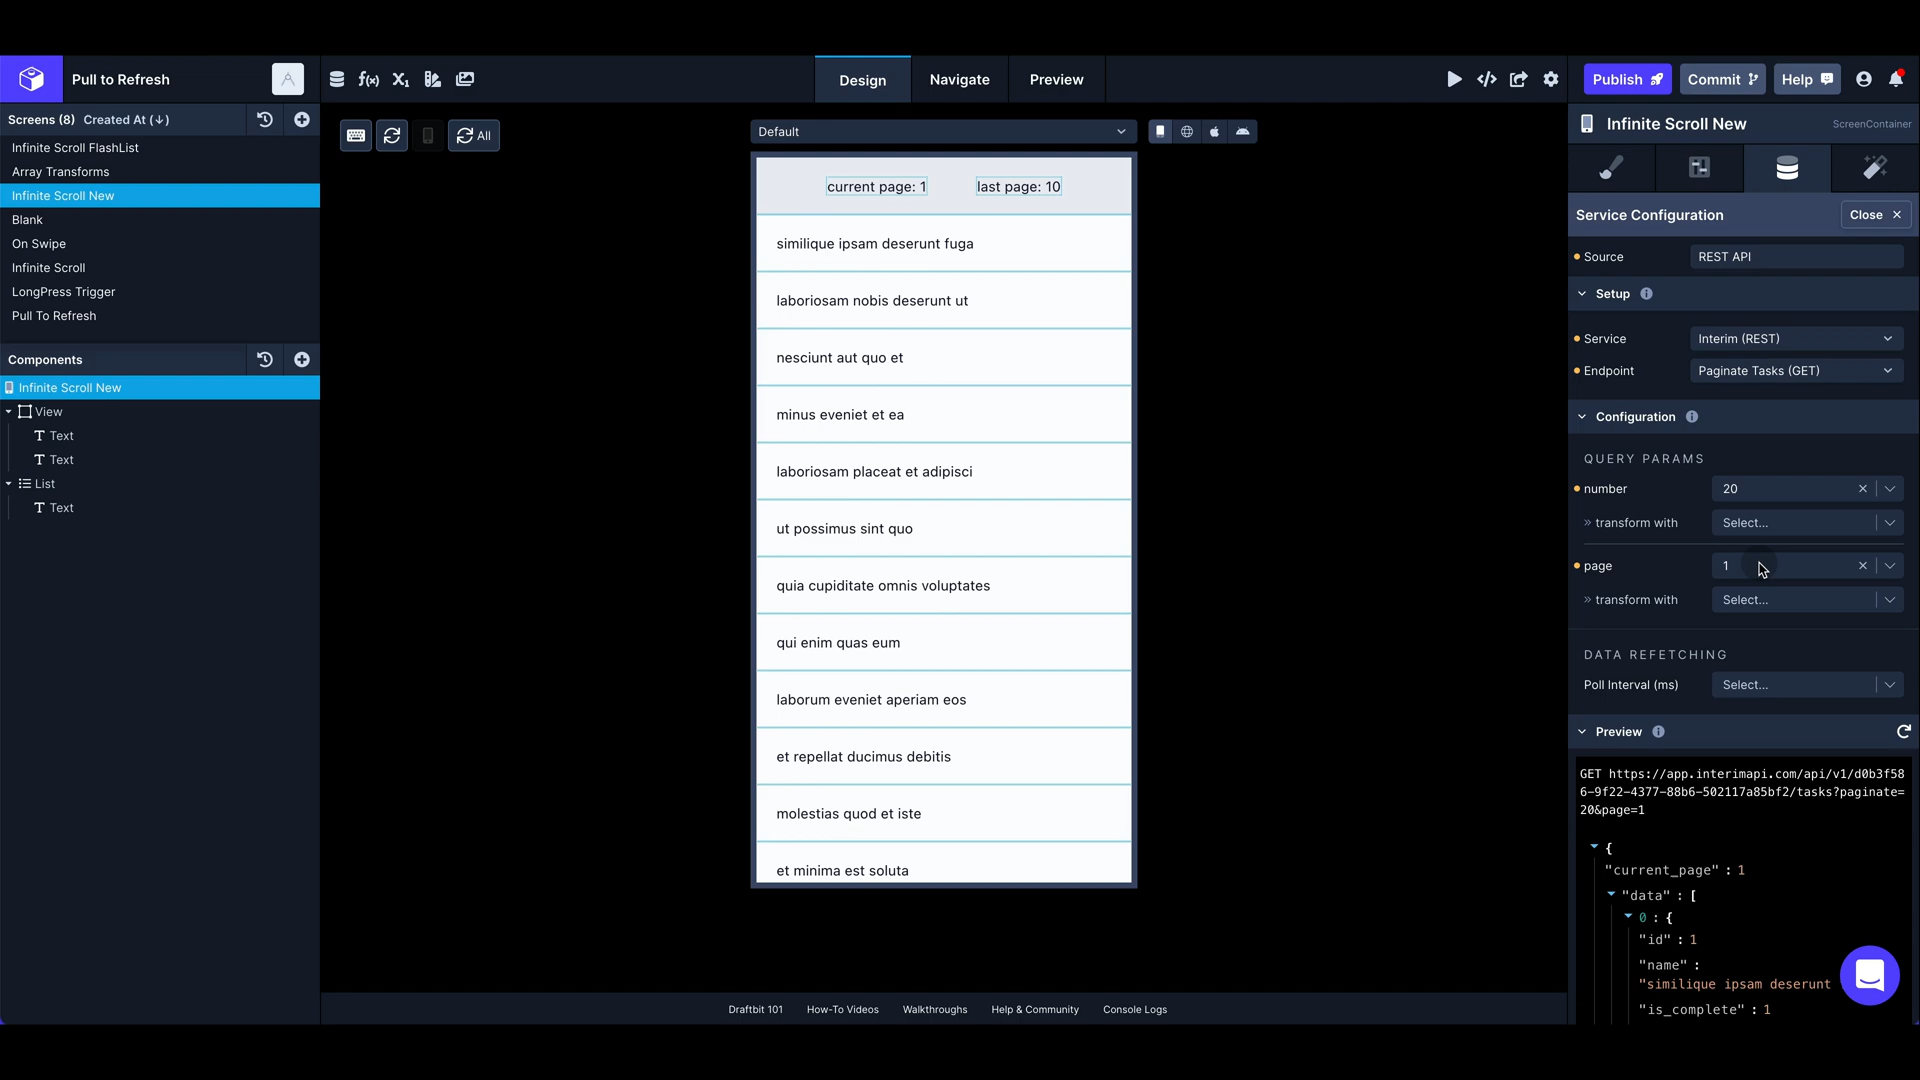 Pull to Refresh
f(x)
X₁
Design
Navigate
Preview
Publish
Commit
Help
Screens (8) Created At (↓)
Infinite Scroll FlashList
Array Transforms
Infinite Scroll New
Blank
On Swipe
Infinite Scroll
LongPress Trigger
Pull To Refresh
Components
Infinite Scroll New
View
Text
Text
List
Text
All
Default
current page: 1
last page: 10
similique ipsam deserunt fuga
laboriosam nobis deserunt ut
nesciunt aut quo et
minus eveniet et ea
laboriosam placeat et adipisci
ut possimus sint quo
quia cupiditate omnis voluptates
qui enim quas eum
laborum eveniet aperiam eos
et repellat ducimus debitis
molestias quod et iste
et minima est soluta
Draftbit 101
How-To Videos
Walkthroughs
Help & Community
Console Logs
Infinite Scroll New
ScreenContainer
Service Configuration
Close
Source
REST API
Setup
Service
Interim (REST)
Endpoint
Paginate Tasks (GET)
Configuration
QUERY PARAMS
number
20
» transform with
Select...
page
1
» transform with
Select...
DATA REFETCHING
Poll Interval (ms)
Select...
Preview
GET https://app.interimapi.com/api/v1/d0b3f58
6-9f22-4377-88b6-502117a85bf2/tasks?paginate=
20&page=1
{
"current_page" : 1
"data" : [
0 : {
"id" : 1
"name" :
"similique ipsam deserunt
"is_complete" : 1